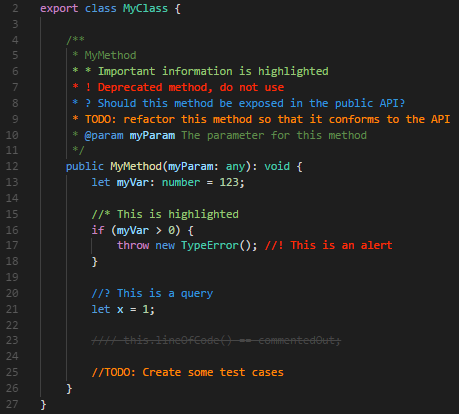 2 export class MyClass {
3
4 /**
5 * MyMethod
6 * * Important information is highlighted
7 * ! Deprecated method, do not use
8 * ? Should this method be exposed in the public API?
9 * TODO: refactor this method so that it conforms to the API
10 * @param myParam The parameter for this method
11 */
12 public MyMethod(myParam: any): void {
13 let myVar: number = 123;
14
15 //* This is highlighted
16 if (myVar > 0) {
17 throw new TypeError(); //! This is an alert
18 }
19
20 //? This is a query
21 let x = 1;
22
23 //// this.lineOfCode() == commentedOut;
24
25 //TODO: Create some test cases
26 }
27 }